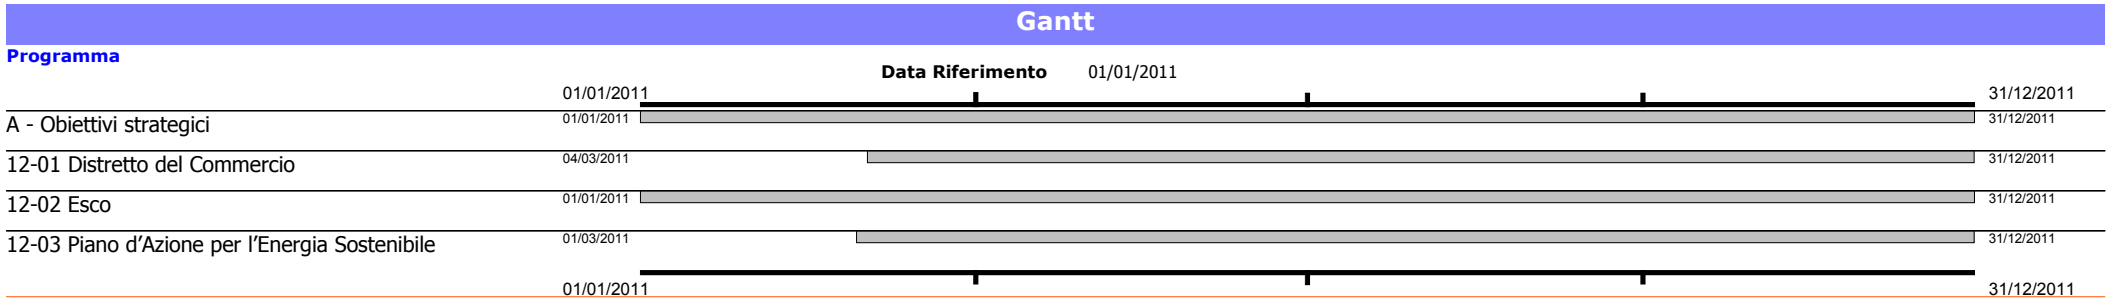 Gantt
Programma
Data Riferimento 01/01/2011
01/01/2011 31/12/2011
A - Obiettivi strategici 01/01/2011 31/12/2011
12-01 Distretto del Commercio 04/03/2011 31/12/2011
12-02 Esco 01/01/2011 31/12/2011
12-03 Piano d’Azione per l’Energia Sostenibile 01/03/2011 31/12/2011
01/01/2011 31/12/2011